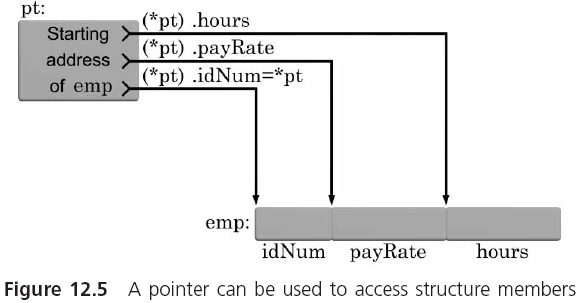 pt:
Starting
address
of emp
(*pt) .hours
(*pt) .payRate
(*pt) .idNum=*pt
emp:
idNum payRate hours
Figure 12.5 A pointer can be used to access structure members